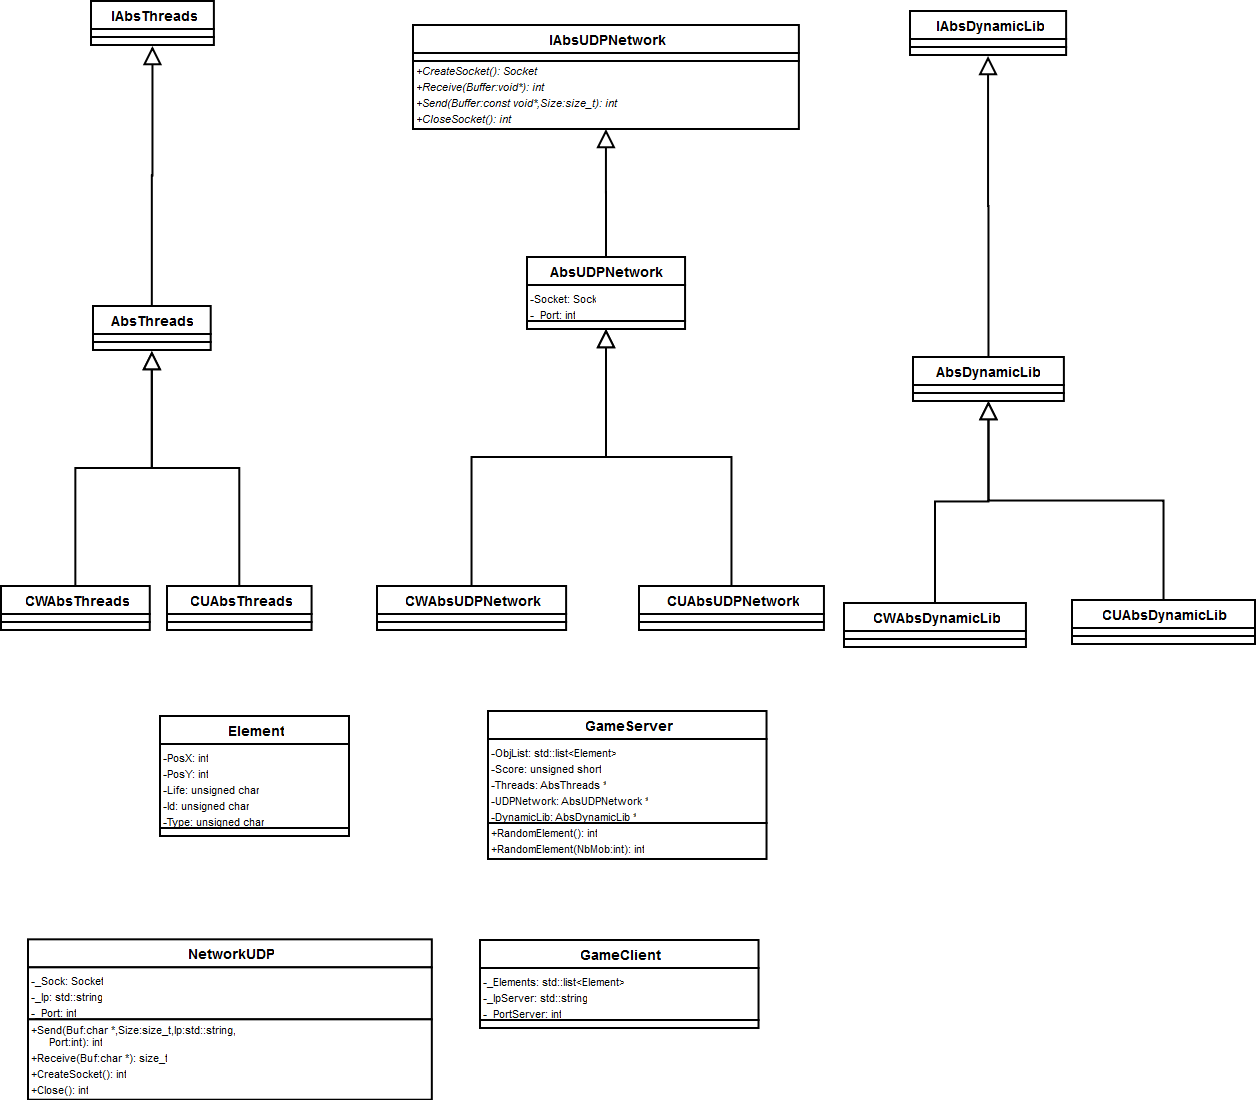 IAbsThreads
IAbsUDPNetwork
+CreateSocket(): Socket
+Receive(Buffer:void*): int
+Send(Buffer:const void*,Size:size_t): int
+CloseSocket(): int
IAbsDynamicLib
AbsThreads
AbsUDPNetwork
-Socket: Sock
-_Port: int
AbsDynamicLib
CWAbsThreads
CUAbsThreads
CWAbsUDPNetwork
CUAbsUDPNetwork
CWAbsDynamicLib
CUAbsDynamicLib
Element
-PosX: int
-PosY: int
-Life: unsigned char
-Id: unsigned char
-Type: unsigned char
GameServer
-ObjList: std::list<Element>
-Score: unsigned short
-Threads: AbsThreads *
-UDPNetwork: AbsUDPNetwork *
-DynamicLib: AbsDynamicLib *
+RandomElement(): int
+RandomElement(NbMob:int): int
NetworkUDP
-_Sock: Socket
-_Ip: std::string
-_Port: int
+Send(Buf:char *,Size:size_t,Ip:std::string,
Port:int): int
+Receive(Buf:char *): size_t
+CreateSocket(): int
+Close(): int
GameClient
-_Elements: std::list<Element>
-_IpServer: std::string
-_PortServer: int